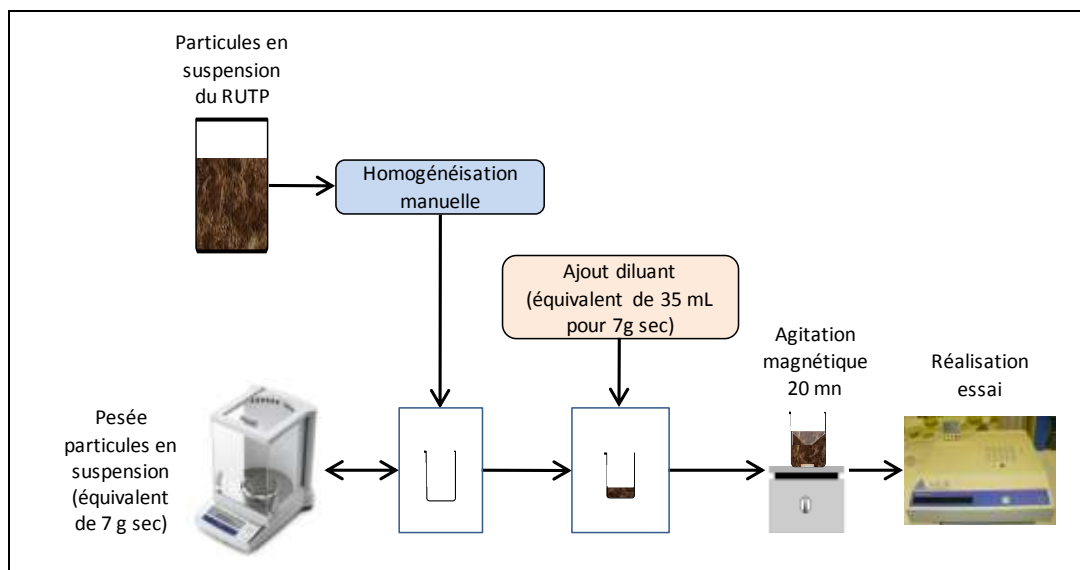 Particules en
suspension
du RUTP
Homogénéisation
manuelle
Ajout diluant
(équivalent de 35 mL
pour 7g sec)
Agitation
magnétique
20 mn
Réalisation
essai
Pesée
particules en
suspension
(équivalent
de 7 g sec)